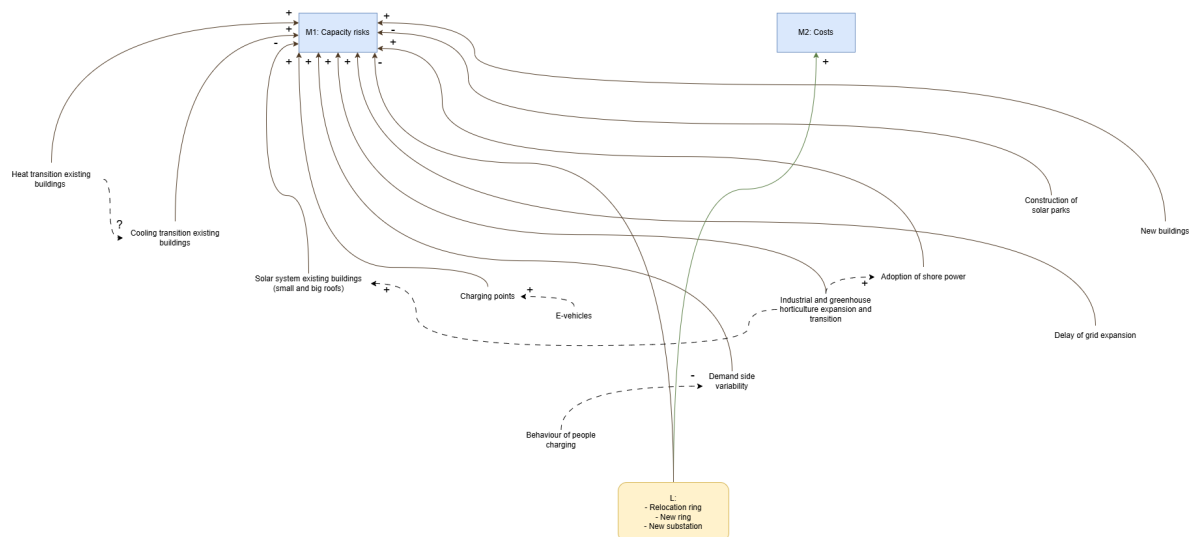 M1: Capacity risks
M2: Costs
+
+
-
+
-
+
+
+
+
+
-
+
Heat transition existing
buildings
?
Cooling transition existing
buildings
Construction of
solar parks
New buildings
Solar system existing buildings
(small and big roofs)
+
Charging points
+
E-vehicles
Industrial and greenhouse
horticulture expansion and
transition
+
Adoption of shore power
Delay of grid expansion
-
Demand side
variability
Behaviour of people
charging
L:
- Relocation ring
- New ring
- New substation